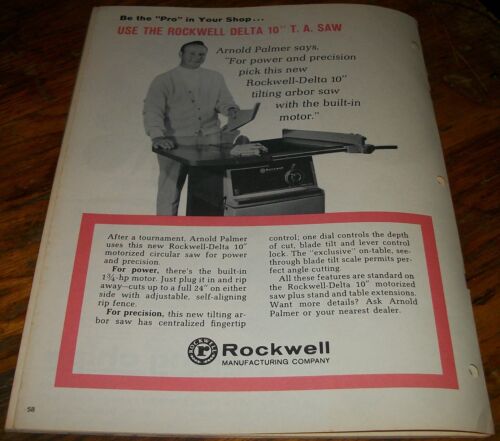 Be the "Pro" in Your Shop...
USE THE ROCKWELL DELTA 10" T. A. SAW
Arnold Palmer says,
"For power and precision
pick this new
Rockwell-Delta 10"
tilting arbor saw
with the built-in
motor."
Rockwell
After a tournament, Arnold Palmer
uses this new Rockwell-Delta 10"
motorized circular saw for power
and precision.
For power, there's the built-in
1¾-hp motor. Just plug it in and rip
away—cuts up to a full 24" on either
side with adjustable, self-aligning
rip fence.
For precision, this new tilting ar-
bor saw has centralized fingertip
control; one dial controls the depth
of cut, blade tilt and lever control
lock. The "exclusive" on-table, see-
through blade tilt scale permits per-
fect angle cutting.
All these features are standard on
the Rockwell-Delta 10" motorized
saw plus stand and table extensions.
Want more details? Ask Arnold
Palmer or your nearest dealer.
ROCKWELL
R
Rockwell
MANUFACTURING COMPANY
58